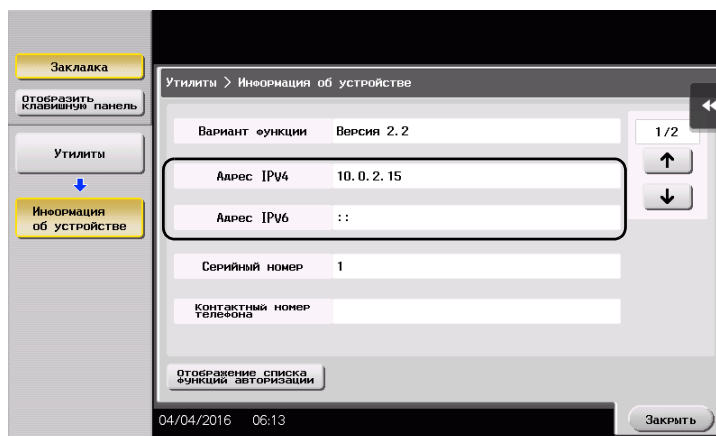 Закладка
Отобразить
клавишную панель
Утилиты
Информация
об устройстве
Утилиты > Информация об устройстве
Вариант функции Версия 2.2
1/2
Адрес IPv4 10.0.2.15
Адрес IPv6 ::
Серийный номер 1
Контактный номер
телефона
Отображение списка
функций авторизации
04/04/2016 06:13
Закрыть